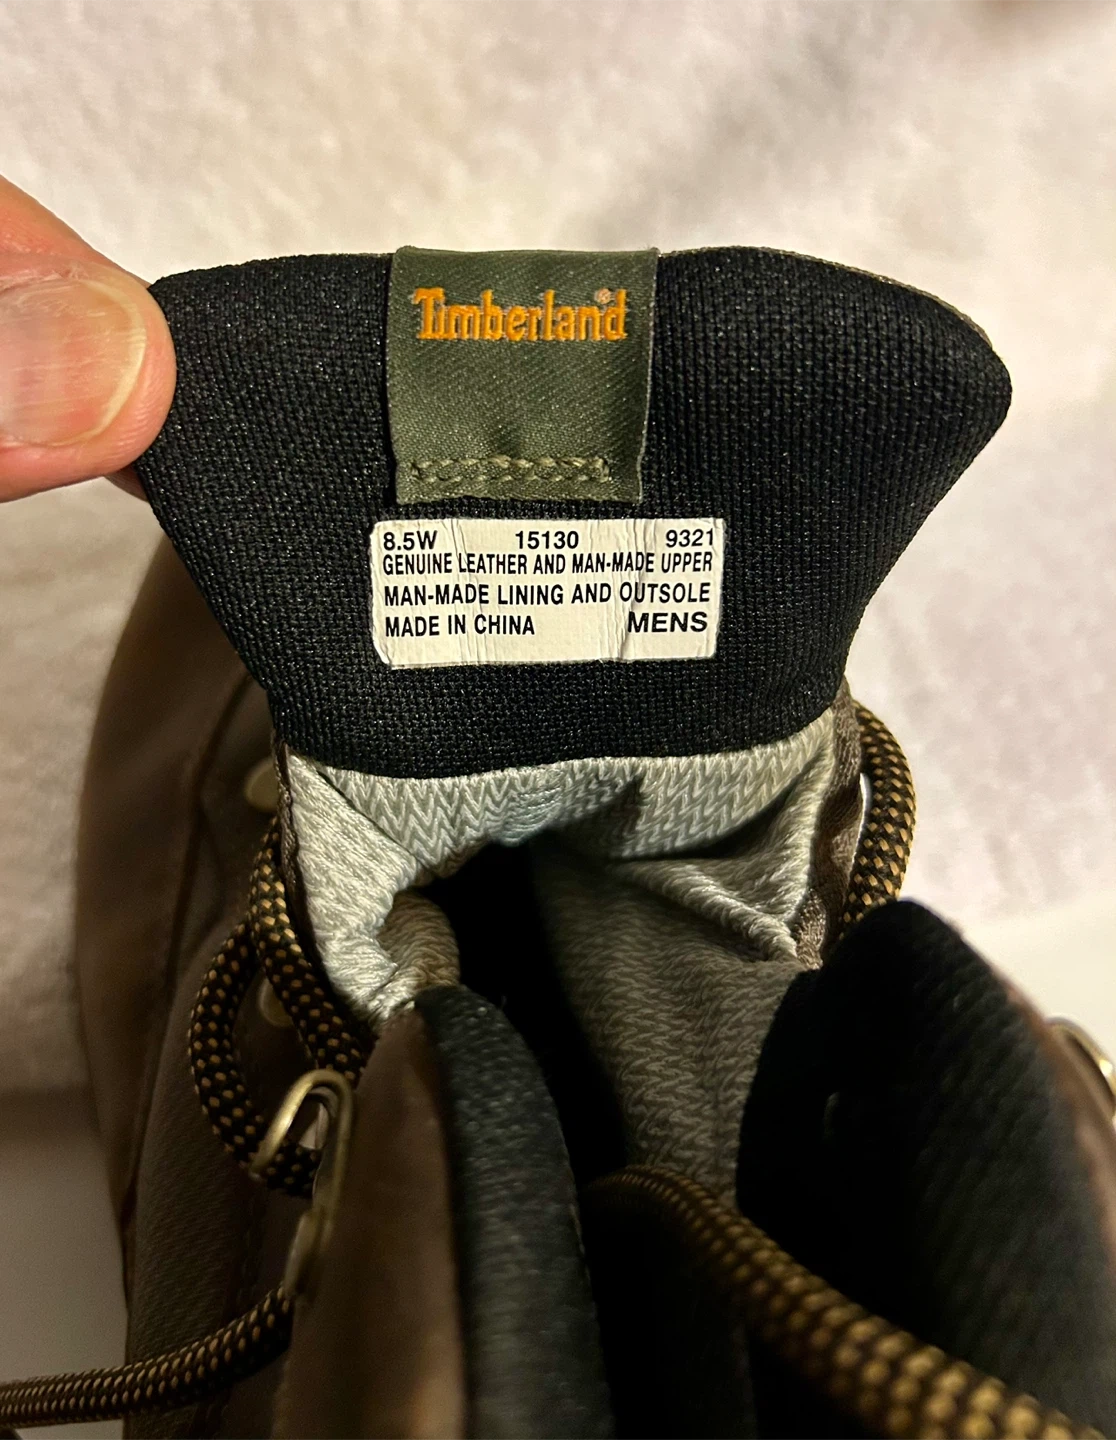 Timberland®
8.5W 15130 9321
GENUINE LEATHER AND MAN-MADE UPPER
MAN-MADE LINING AND OUTSOLE
MADE IN CHINA MENS